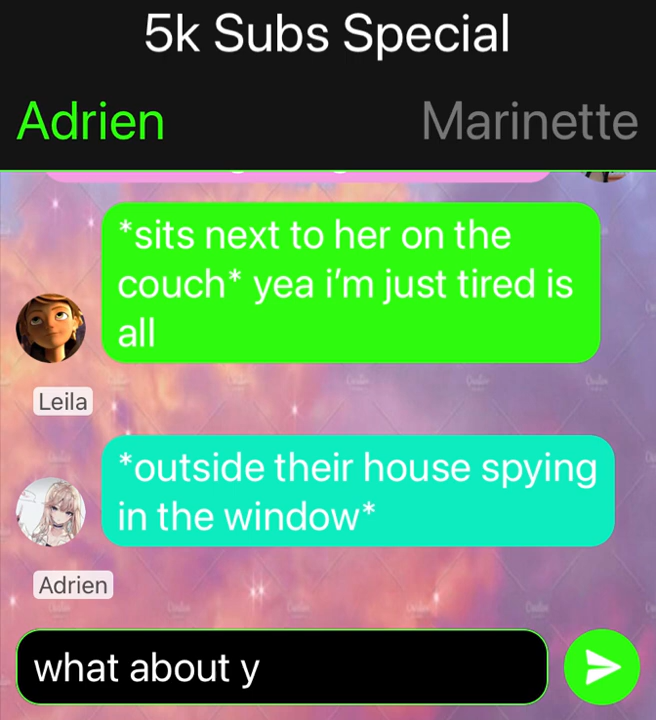 5k Subs Special
Adrien
Marinette
*sits next to her on the
couch* yea i’m just tired is
all
Leila
*outside their house spying
in the window*
Adrien
what about y